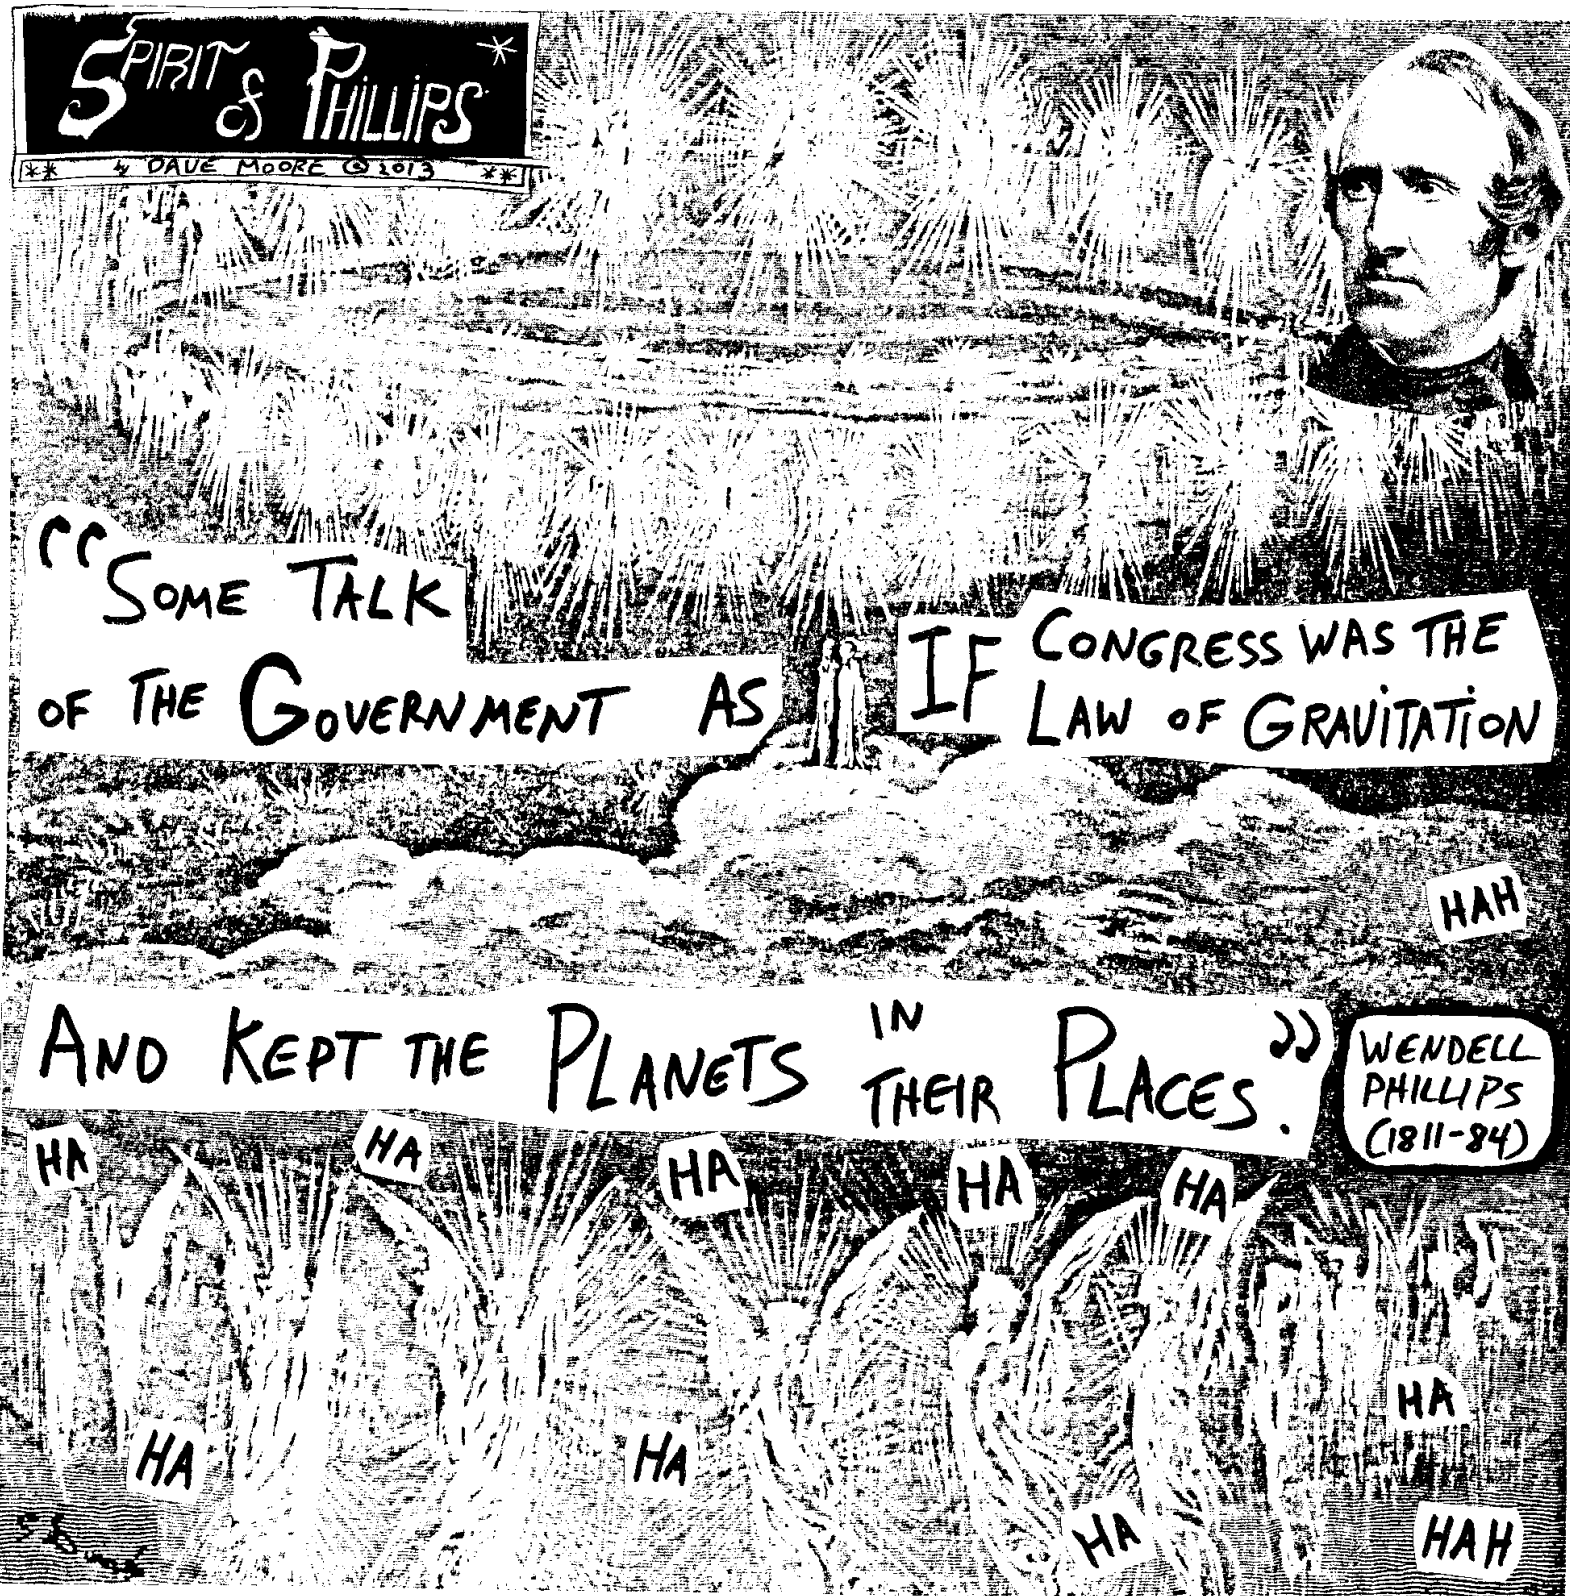 SPIRIT of PHILLIPS *
** by DAVE MOORE © 2013 **
“SOME TALK
OF THE GOVERNMENT AS
IF CONGRESS WAS THE
LAW OF GRAVITATION
HAH
AND KEPT THE PLANETS IN THEIR PLACES.”
WENDELL
PHILLIPS
(1811-84)
HA HA HA HA HA
HA
HA HA
HA HAH